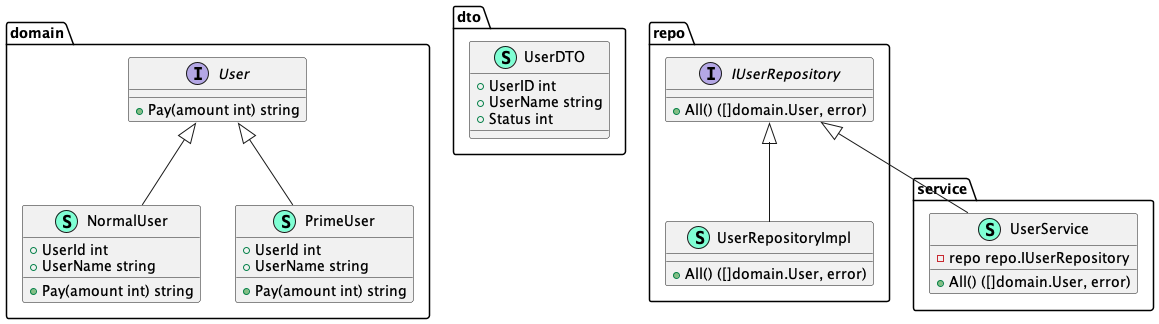 domain
I User
Pay(amount int) string
S NormalUser
UserId int
UserName string
Pay(amount int) string
S PrimeUser
UserId int
UserName string
Pay(amount int) string
dto
S UserDTO
UserID int
UserName string
Status int
repo
I IUserRepository
All() ([]domain.User, error)
S UserRepositoryImpl
All() ([]domain.User, error)
service
S UserService
repo repo.IUserRepository
All() ([]domain.User, error)